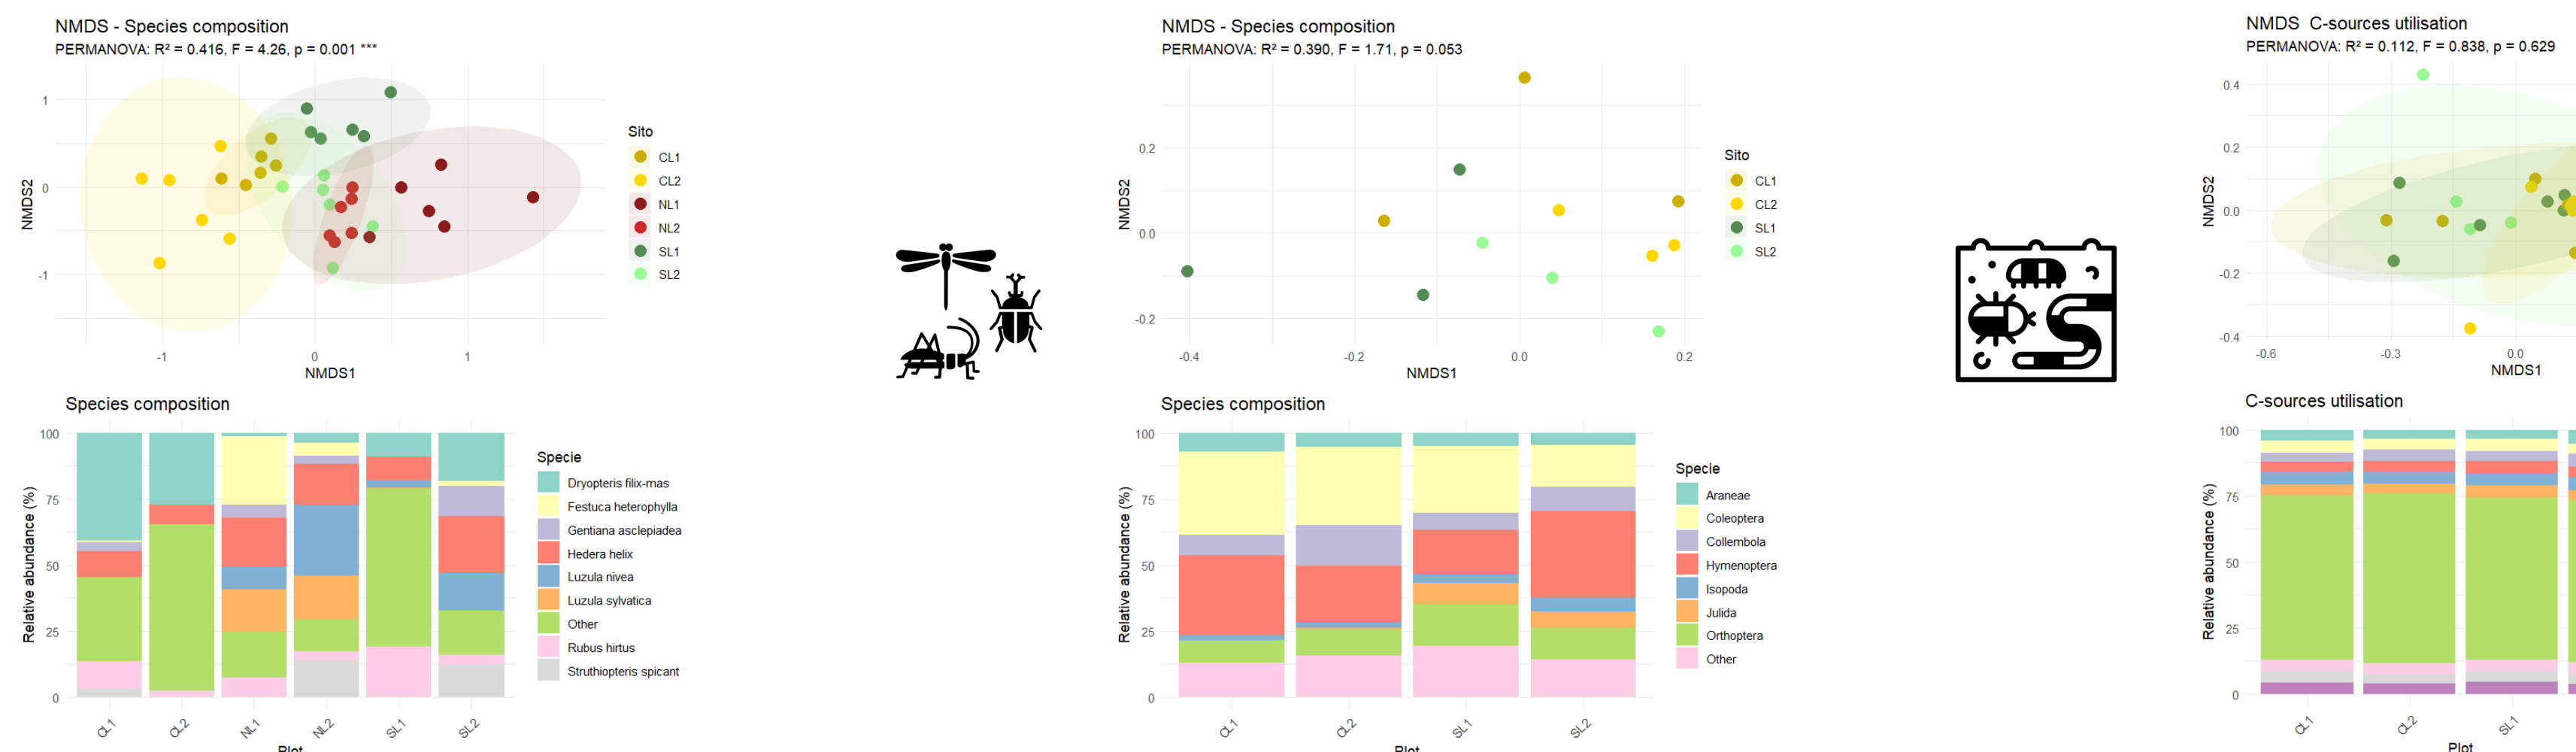 NMDS - Species composition
PERMANOVA: R² = 0.416, F = 4.26, p = 0.001 ***
1
0
-1
NMDS2
-1
0
1
NMDS1
Sito
CL1
CL2
NL1
NL2
SL1
SL2
Species composition
100
75
50
25
0
Relative abundance (%)
CL1
CL2
NL1
NL2
SL1
SL2
Plot
Specie
Dryopteris filix-mas
Festuca heterophylla
Gentiana asclepiadea
Hedera helix
Luzula nivea
Luzula sylvatica
Other
Rubus hirtus
Struthiopteris spicant
NMDS - Species composition
PERMANOVA: R² = 0.390, F = 1.71, p = 0.053
0.2
0.0
-0.2
NMDS2
-0.4
-0.2
0.0
0.2
NMDS1
Sito
CL1
CL2
SL1
SL2
Species composition
100
75
50
25
0
Relative abundance (%)
CL1
CL2
SL1
SL2
Plot
Specie
Araneae
Coleoptera
Collembola
Hymenoptera
Isopoda
Julida
Orthoptera
Other
NMDS  C-sources utilisation
PERMANOVA: R² = 0.112, F = 0.838, p = 0.629
0.4
0.2
0.0
-0.2
-0.4
NMDS2
-0.6
-0.3
0.0
NMDS1
C-sources utilisation
100
75
50
25
0
Relative abundance (%)
CL1
CL2
SL1
Plot